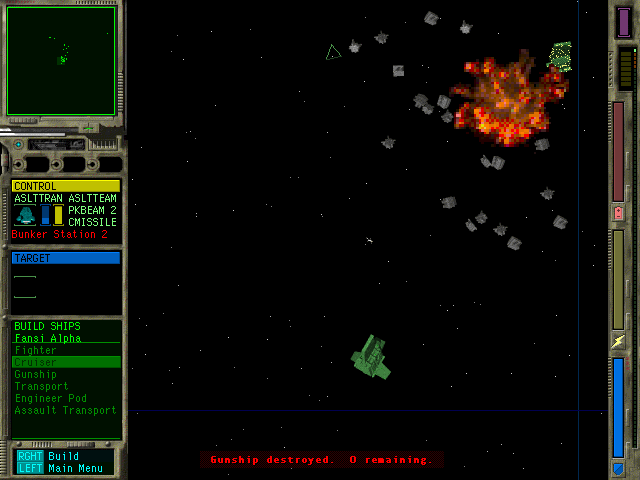 CONTROL
ASLTTRAN ASLTTEAM
PKBEAM 2
CMISSILE
Bunker Station 2
TARGET
BUILD SHIPS
Fansi Alpha
Fighter
Cruiser
Gunship
Transport
Engineer Pod
Assault Transport
RGHT Build
LEFT Main Menu
Gunship destroyed. 0 remaining.